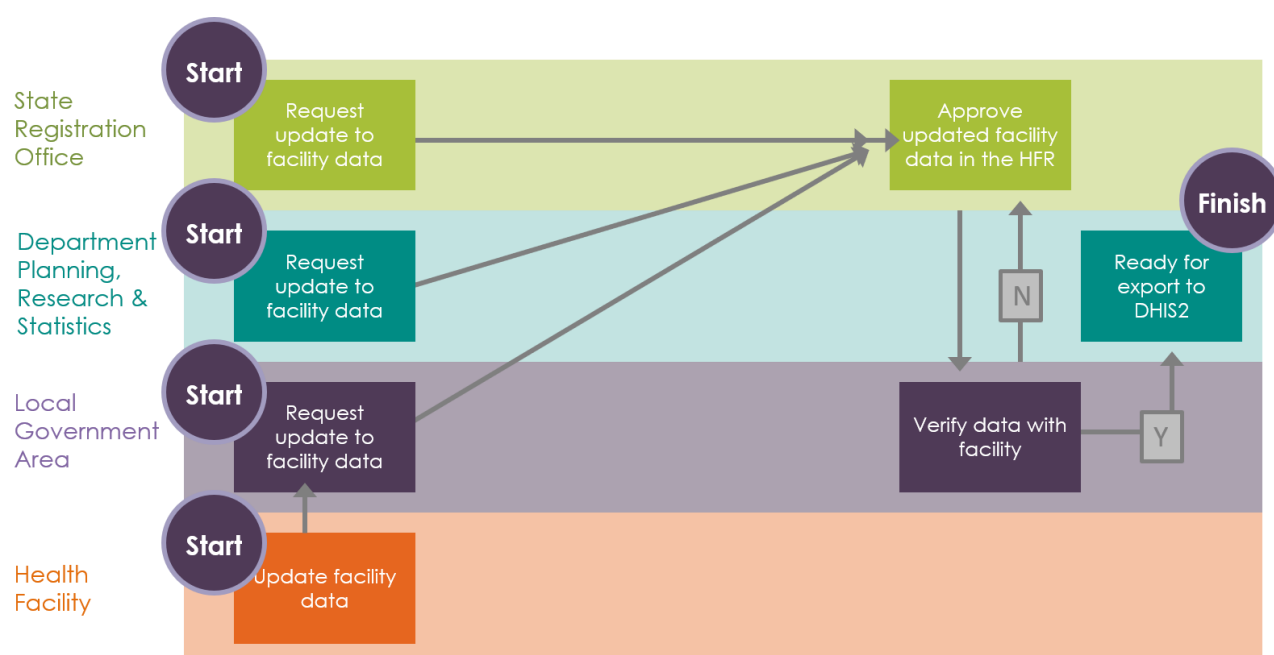 Start
State
Registration
Office
Request
update to
facility data
Approve
updated facility
data in the HFR
Finish
Start
Department
Planning,
Research &
Statistics
Request
update to
facility data
N
Ready for
export to
DHIS2
Start
Local
Government
Area
Request
update to
facility data
Verify data with
facility
Y
Start
Health
Facility
Update facility
data